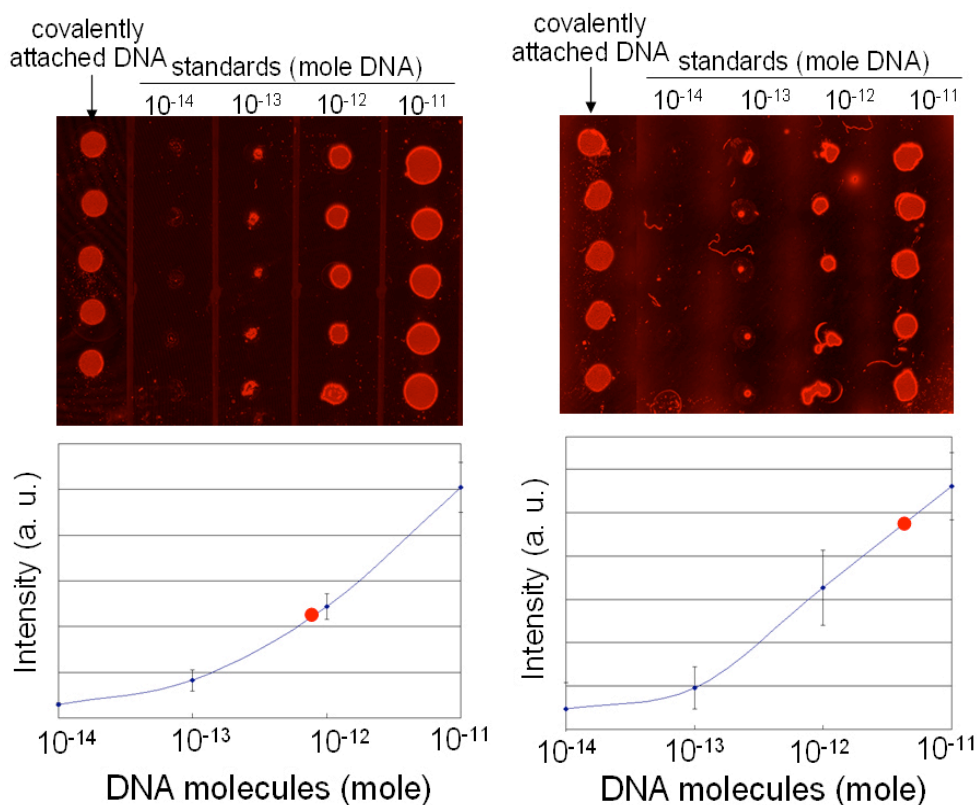 covalently
attached DNA
standards (mole DNA)
10⁻¹⁴ 10⁻¹³ 10⁻¹² 10⁻¹¹
Intensity (a. u.)
10⁻¹⁴ 10⁻¹³ 10⁻¹² 10⁻¹¹
DNA molecules (mole)
covalently
attached DNA
standards (mole DNA)
10⁻¹⁴ 10⁻¹³ 10⁻¹² 10⁻¹¹
Intensity (a. u.)
10⁻¹⁴ 10⁻¹³ 10⁻¹² 10⁻¹¹
DNA molecules (mole)